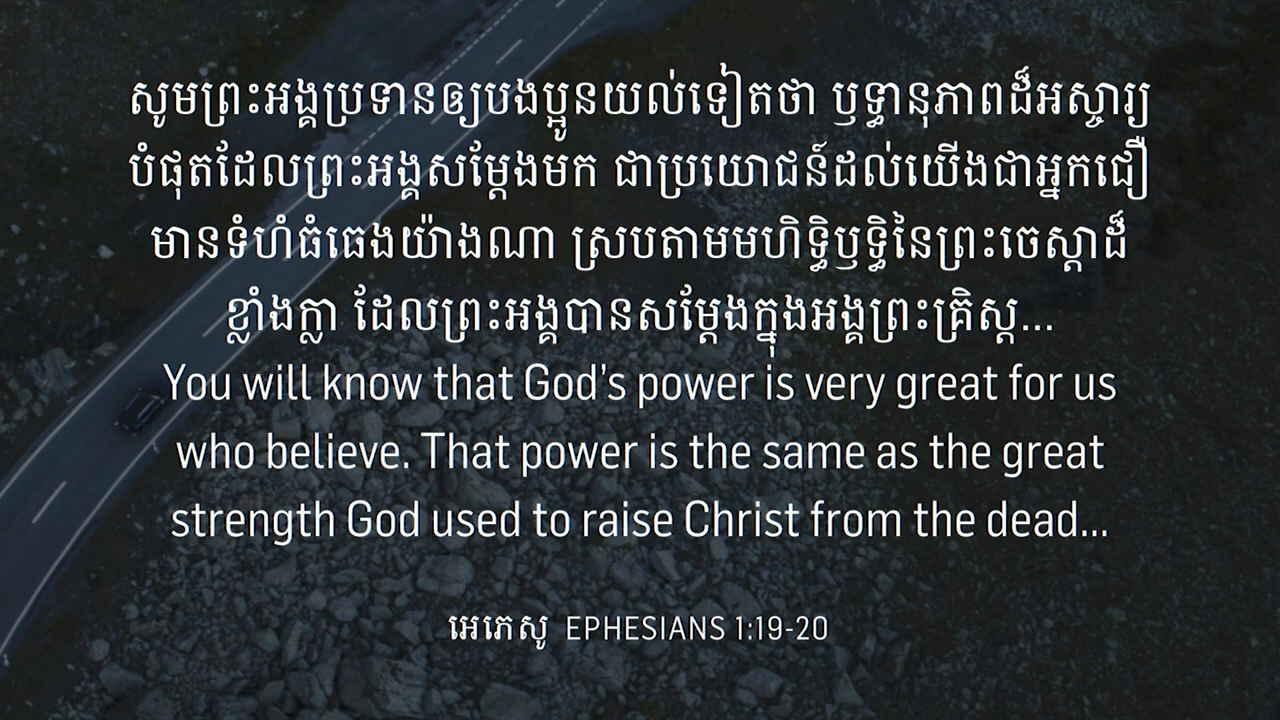 សូមព្រះអង្គប្រទានឲ្យបងប្អូនយល់ទៀតថា ឫទ្ធានុភាពដ៏អស្ចារ្យ
បំផុតដែលព្រះអង្គសម្តែងមក ជាប្រយោជន៍ដល់យើងជាអ្នកជឿ
មានទំហំធំធេងយ៉ាងណា ស្របតាមមហិទ្ធិឫទ្ធិនៃព្រះចេស្តាដ៏
ខ្លាំងក្លា ដែលព្រះអង្គបានសម្តែងក្នុងអង្គព្រះគ្រិស្ត...
You will know that God’s power is very great for us
who believe. That power is the same as the great
strength God used to raise Christ from the dead...
អេភេសូ EPHESIANS 1:19-20